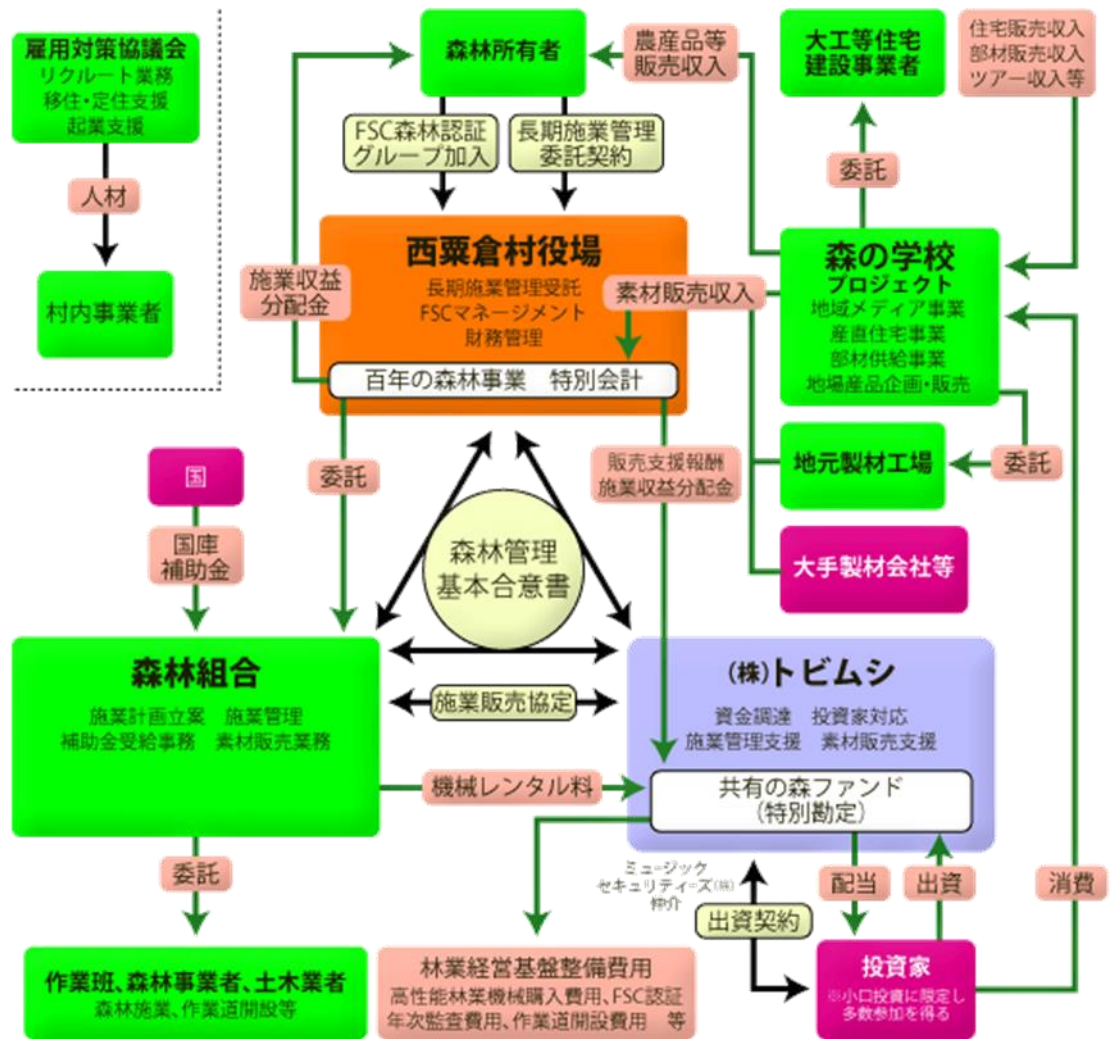 雇用対策協議会
リクルート業務
移住・定住支援
起業支援
人材
村内事業者
森林所有者
農産品等
販売収入
大工等住宅
建設事業者
住宅販売収入
部材販売収入
ツアー収入等
FSC森林認証
グループ加入
長期施業管理
委託契約
委託
西粟倉村役場
長期施業管理受託
FSCマネージメント
財務管理
百年の森林事業 特別会計
施業収益
分配金
素材販売収入
森の学校
プロジェクト
地域メディア事業
産直住宅事業
部材供給事業
地場産品企画・販売
国
国庫
補助金
委託
販売支援報酬
施業収益分配金
地元製材工場
委託
大手製材会社等
森林管理
基本合意書
森林組合
施業計画立案 施業管理
補助金受給事務 素材販売業務
施業販売協定
(株)トビムシ
資金調達 投資家対応
施業管理支援 素材販売支援
共有の森ファンド
(特別勘定)
機械レンタル料
委託
ミュージック
セキュリティーズ(株)
仲介
出資契約
配当
出資
消費
作業班、森林事業者、土木業者
森林施業、作業道開設等
林業経営基盤整備費用
高性能林業機械購入費用、FSC認証
年次監査費用、作業道開設費用 等
投資家
※小口投資に限定し
多数参加を得る